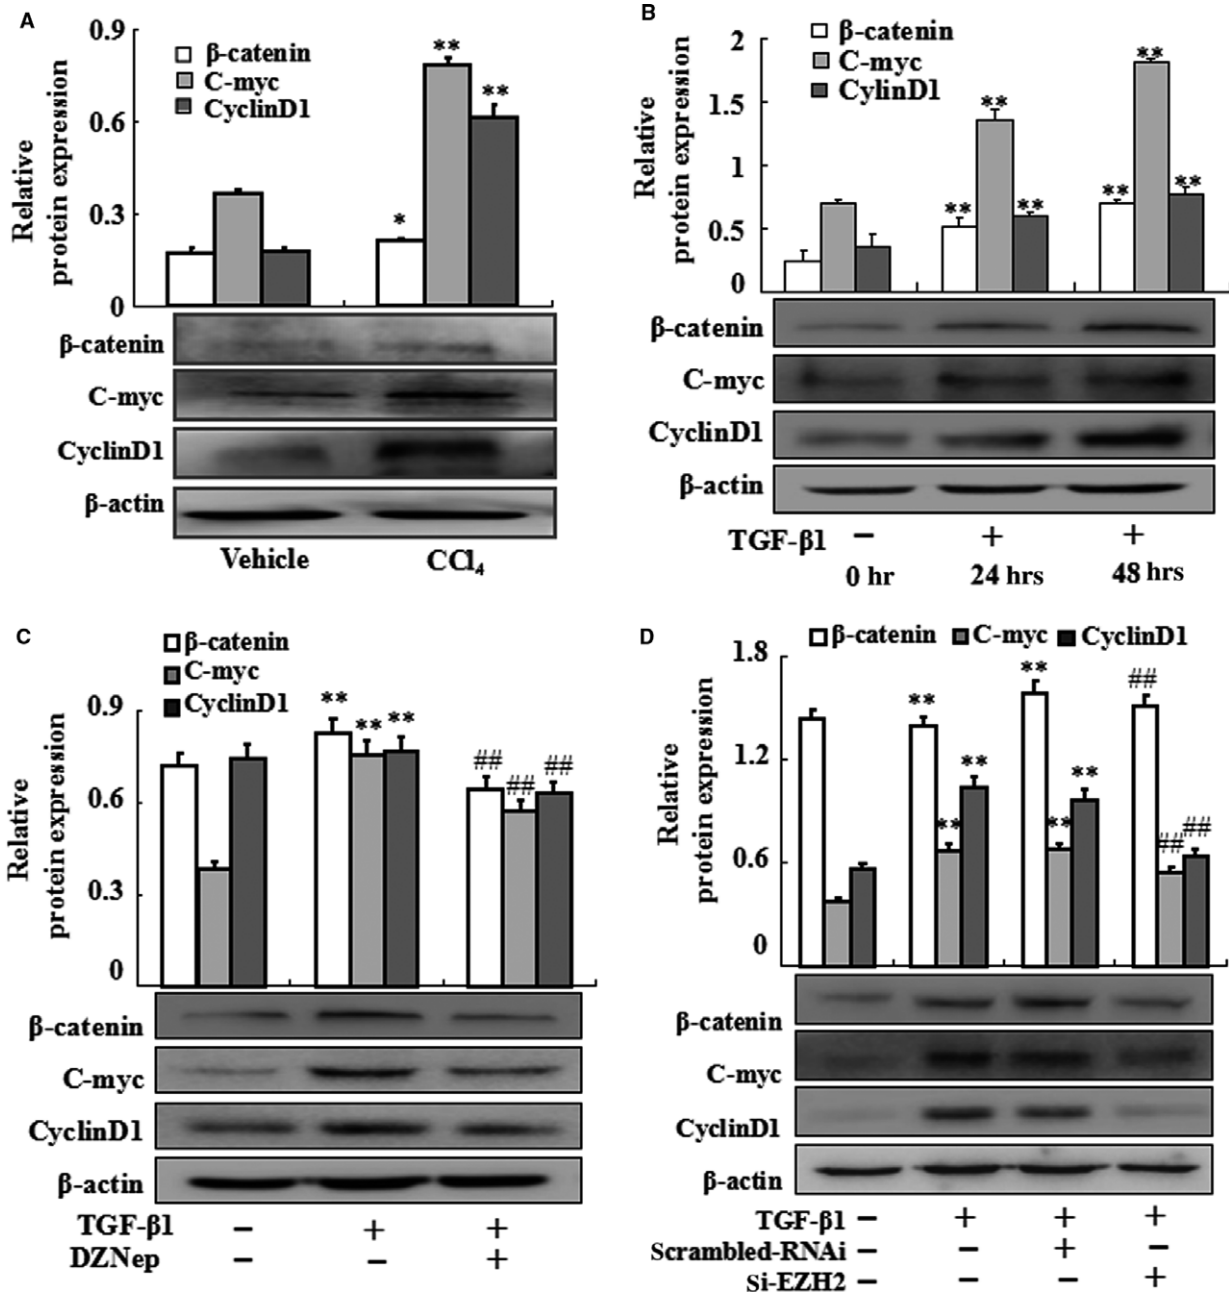 A
0.9
0.6
0.3
0
Relative
protein expression
β-catenin
C-myc
CyclinD1
*
**
**
β-catenin
C-myc
CyclinD1
β-actin
Vehicle CCl₄
B
2
1.5
1
0.5
0
Relative
protein expression
β-catenin
C-myc
CylinD1
** ** **
** ** **
β-catenin
C-myc
CyclinD1
β-actin
TGF-β1 − + +
0 hr 24 hrs 48 hrs
C
β-catenin
C-myc
CyclinD1
0.9
0.6
0.3
0
Relative
protein expression
** ** **
## ## ##
β-catenin
C-myc
CyclinD1
β-actin
TGF-β1 − + +
DZNep − − +
D
β-catenin C-myc CyclinD1
1.8
1.2
0.6
0
Relative
protein expression
** ** **
** ** **
## ## ##
β-catenin
C-myc
CyclinD1
β-actin
TGF-β1 − + + +
Scrambled-RNAi − − + −
Si-EZH2 − − − +